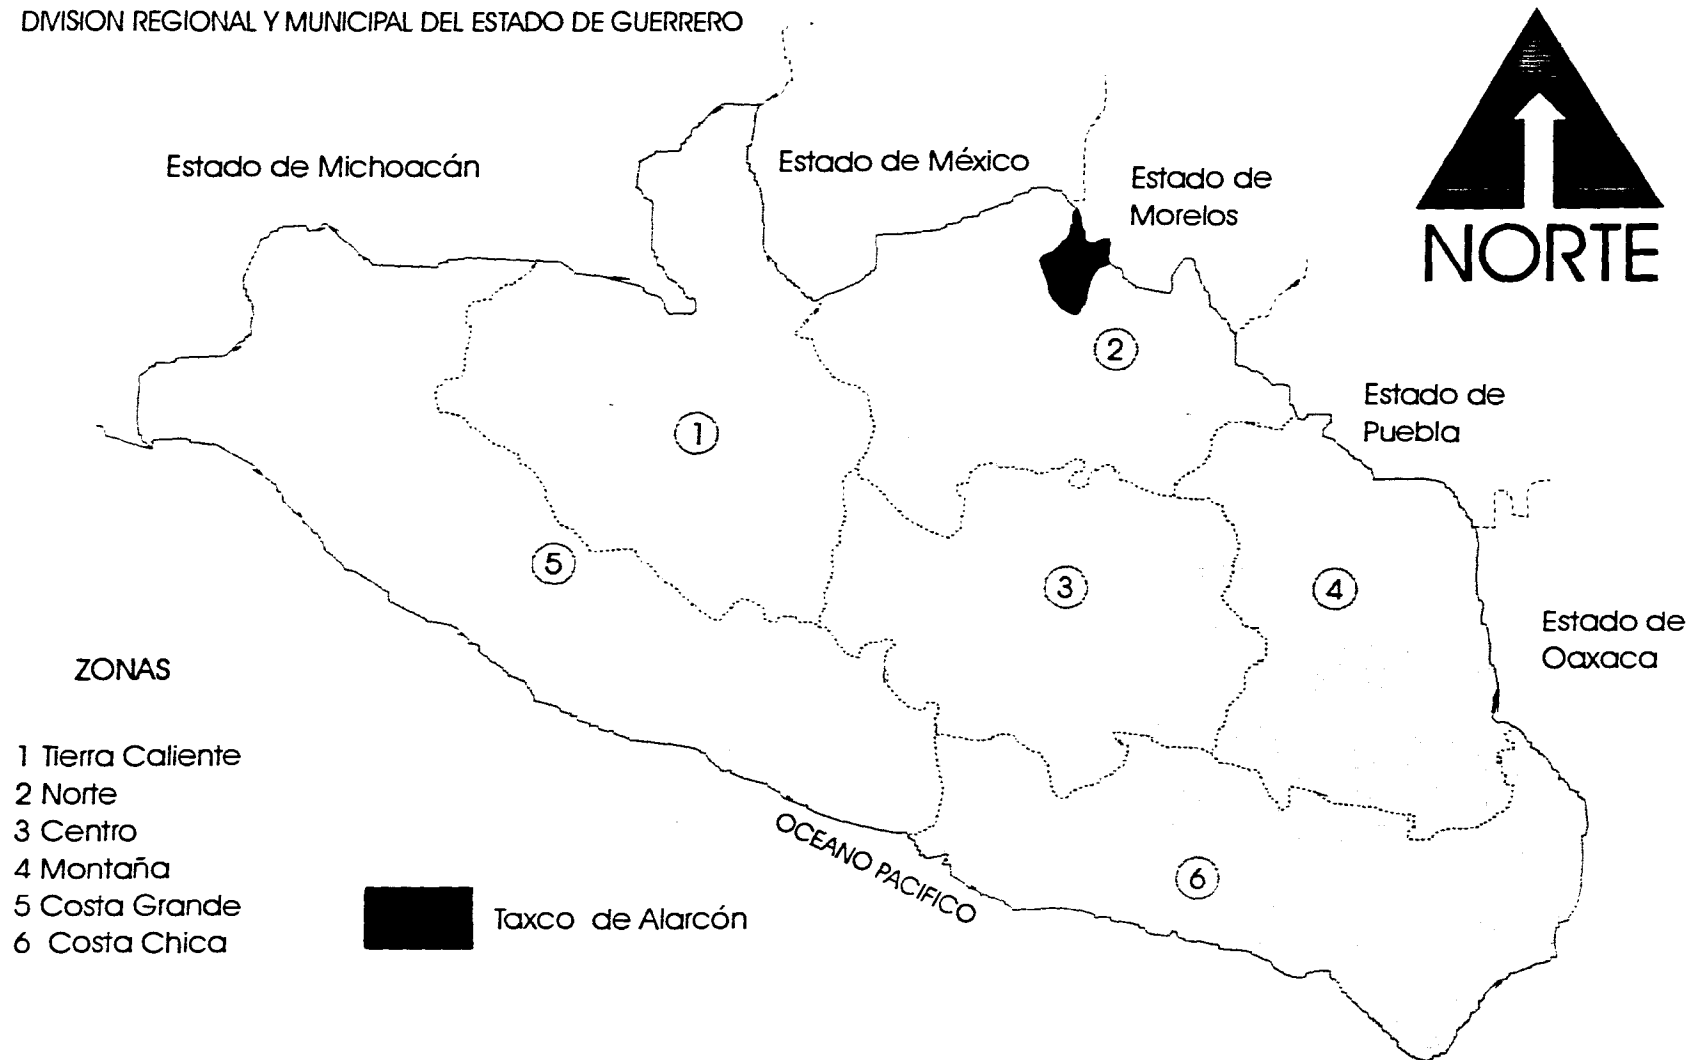 DIVISION REGIONAL Y MUNICIPAL DEL ESTADO DE GUERRERO
NORTE
Estado de Michoacán
Estado de México
Estado de
Morelos
Estado de
Puebla
Estado de
Oaxaca
1
2
3
4
5
6
OCEANO PACIFICO
ZONAS
1 Tierra Caliente
2 Norte
3 Centro
4 Montaña
5 Costa Grande
6 Costa Chica
Taxco de Alarcón